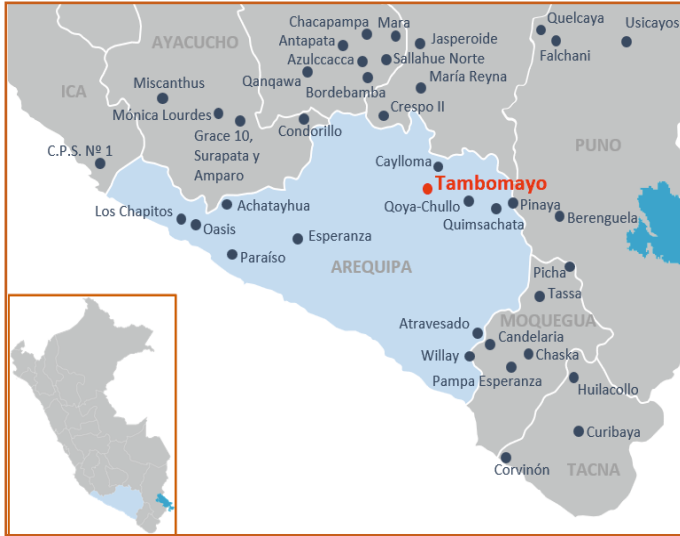 Chacapampa
Mara
Quelcaya
Usicayos
AYACUCHO
Antapata
Jasperoide
Falchani
Azulccacca
Sallahue Norte
Qanqawa
María Reyna
ICA
Miscanthus
Bordebamba
Mónica Lourdes
Crespo II
Grace 10,
Surapata y
Amparo
Condorillo
PUNO
C.P.S. Nº 1
Caylloma
Tambomayo
Los Chapitos
Achatayhua
Qoya-Chullo
Pinaya
Oasis
Quimsachata
Berenguela
Esperanza
Paraíso
AREQUIPA
Picha
Tassa
Atravesado
MOQUEGUA
Candelaria
Willay
Chaska
Pampa Esperanza
Huilacollo
Curibaya
Corvinón
TACNA